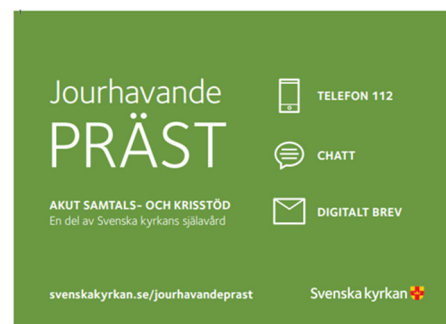 Jourhavande
PRÄST
AKUT SAMTALS- OCH KRISSTÖD
En del av Svenska kyrkans själavård
TELEFON 112
CHATT
DIGITALT BREV
svenskakyrkan.se/jourhavandeprast
Svenska kyrkan